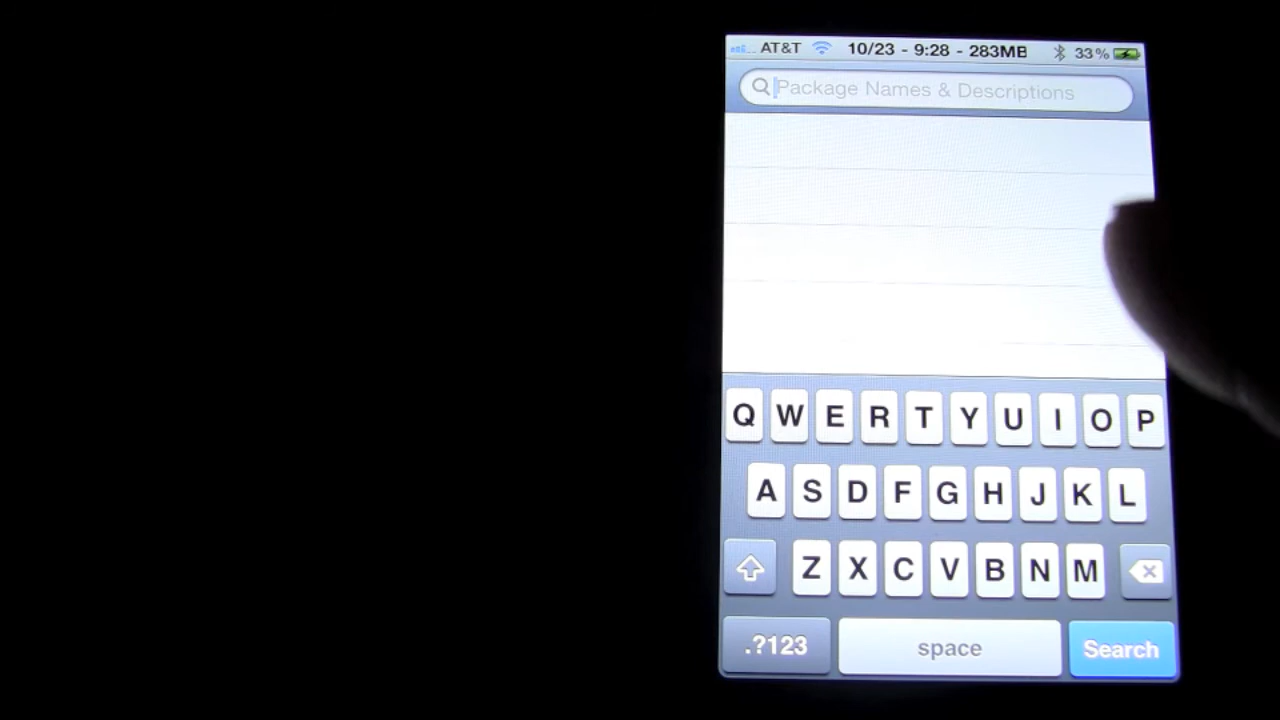 AT&T 10/23 - 9:28 - 283MB 33%
Package Names & Descriptions
Q W E R T Y U I O P
A S D F G H J K L
Z X C V B N M
.?123 space Search